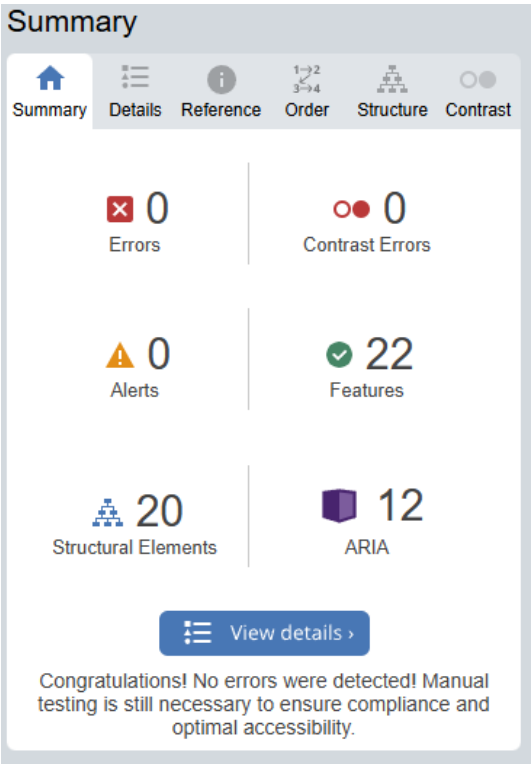 Summary
Summary Details Reference Order Structure Contrast
1→2
3→4
0 0
Errors Contrast Errors
0 22
Alerts Features
20 12
Structural Elements ARIA
View details ›
Congratulations! No errors were detected! Manual
testing is still necessary to ensure compliance and
optimal accessibility.